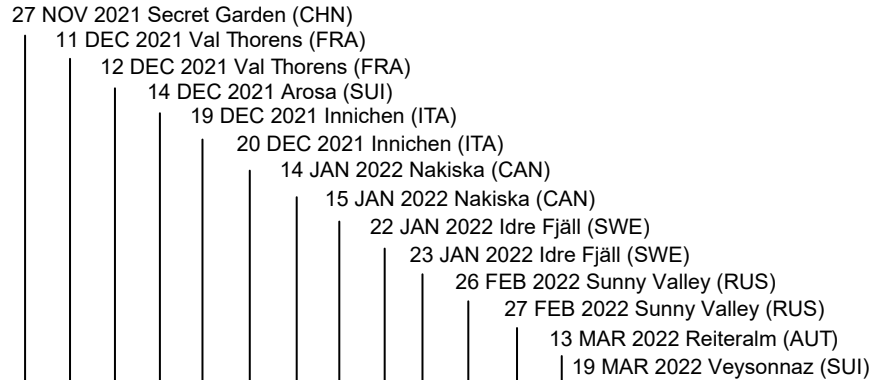 27 NOV 2021 Secret Garden (CHN)
11 DEC 2021 Val Thorens (FRA)
12 DEC 2021 Val Thorens (FRA)
14 DEC 2021 Arosa (SUI)
19 DEC 2021 Innichen (ITA)
20 DEC 2021 Innichen (ITA)
14 JAN 2022 Nakiska (CAN)
15 JAN 2022 Nakiska (CAN)
22 JAN 2022 Idre Fjäll (SWE)
23 JAN 2022 Idre Fjäll (SWE)
26 FEB 2022 Sunny Valley (RUS)
27 FEB 2022 Sunny Valley (RUS)
13 MAR 2022 Reiteralm (AUT)
19 MAR 2022 Veysonnaz (SUI)